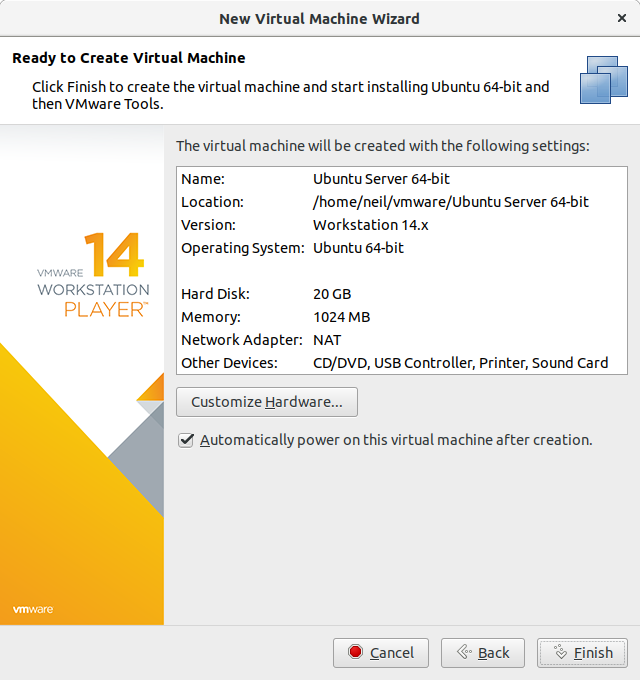 New Virtual Machine Wizard
Ready to Create Virtual Machine
Click Finish to create the virtual machine and start installing Ubuntu 64-bit and
then VMware Tools.
VMWARE 14
WORKSTATION
PLAYER™
vmware
The virtual machine will be created with the following settings:
Name: Ubuntu Server 64-bit
Location: /home/neil/vmware/Ubuntu Server 64-bit
Version: Workstation 14.x
Operating System: Ubuntu 64-bit
Hard Disk: 20 GB
Memory: 1024 MB
Network Adapter: NAT
Other Devices: CD/DVD, USB Controller, Printer, Sound Card
Customize Hardware...
Automatically power on this virtual machine after creation.
Cancel Back Finish